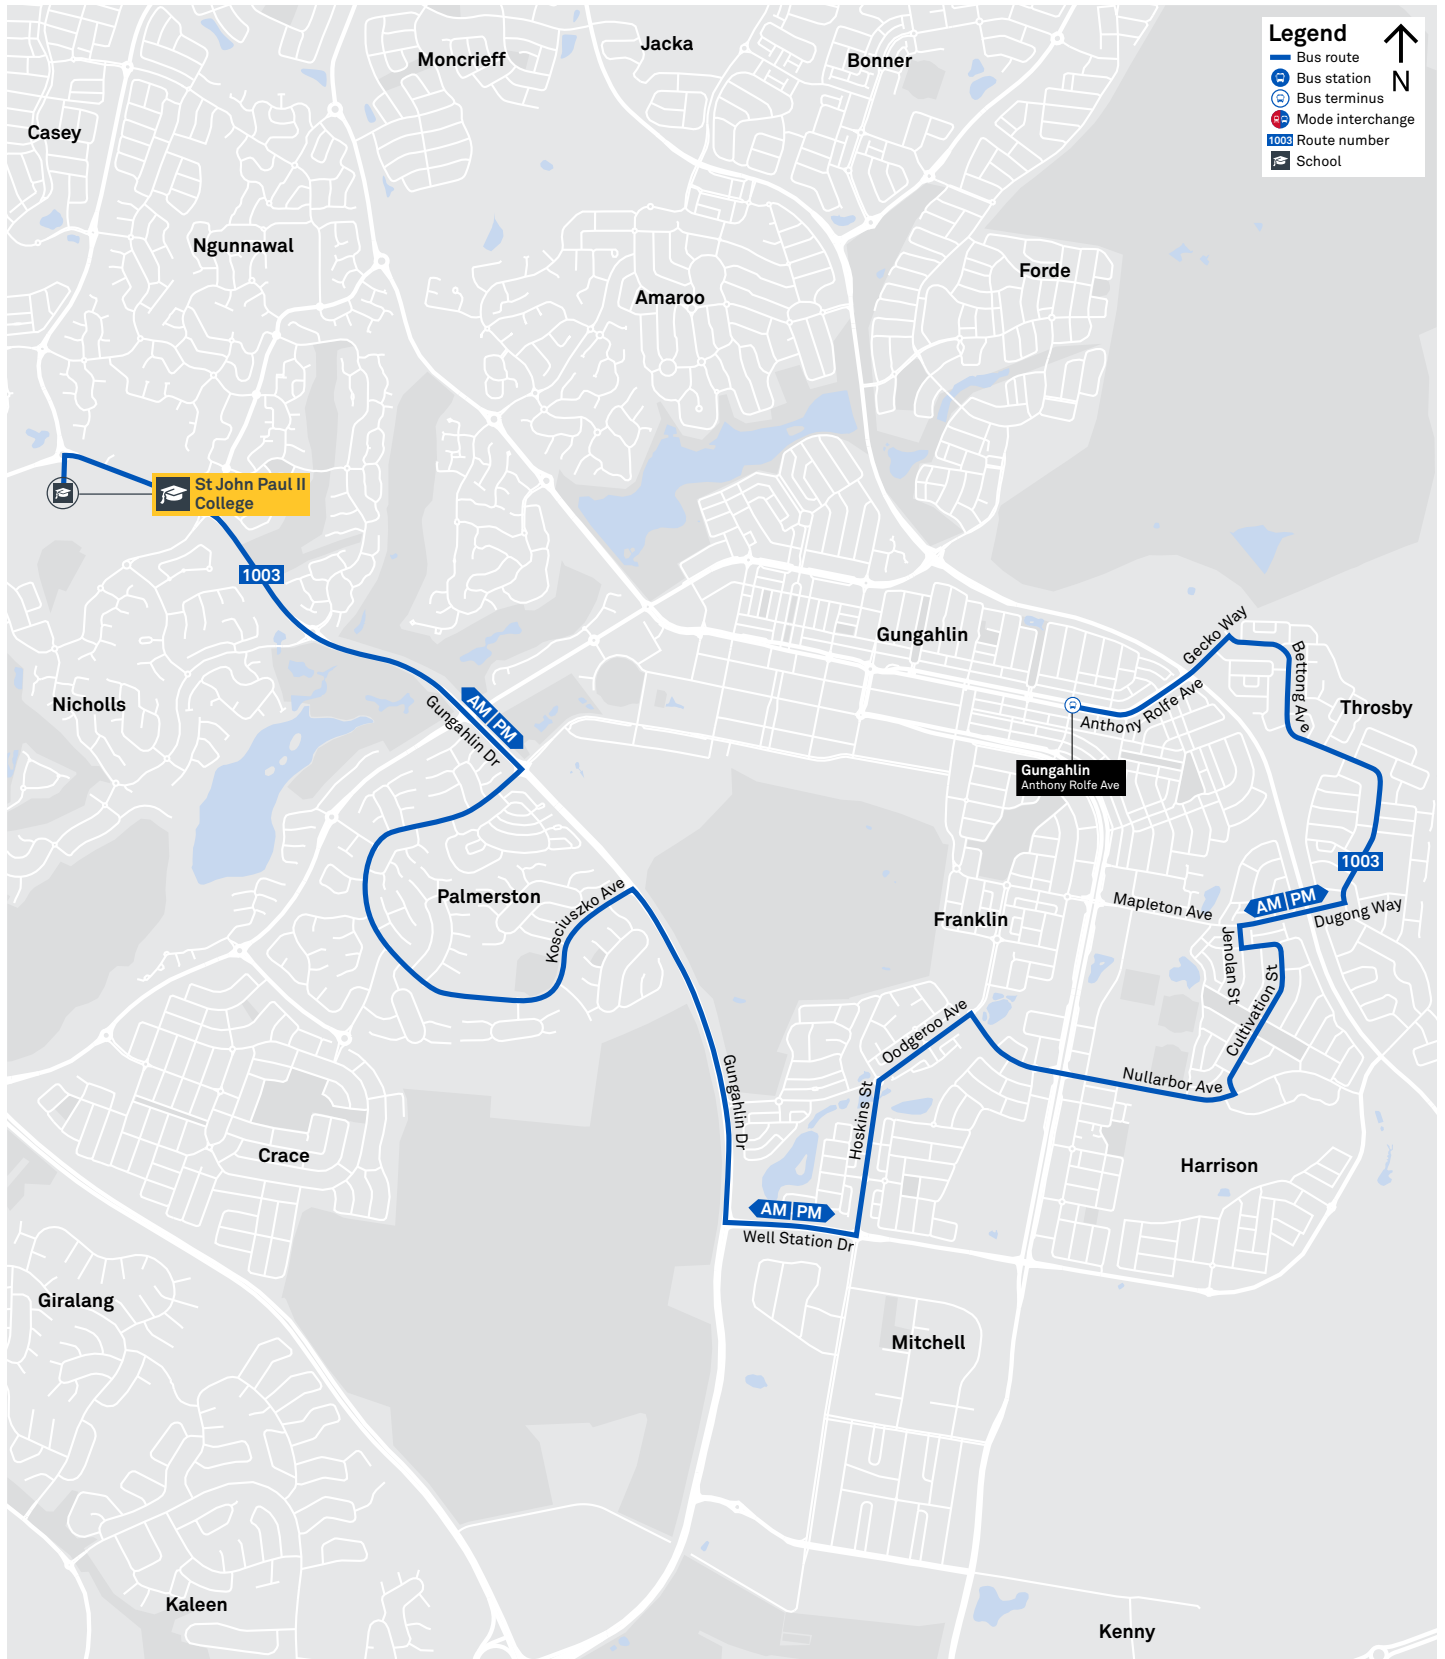 Legend
N
Bus route
Bus station
Bus terminus
Mode interchange
1003 Route number
School
Jacka
Moncrieff
Bonner
Casey
Ngunnawal
Forde
Amaroo
St John Paul II
College
1003
Gungahlin
Gecko Way
Bettong Ave
Nicholls
Throsby
AM PM
Gungahlin Dr
Anthony Rolfe Ave
Gungahlin
Anthony Rolfe Ave
1003
Palmerston
Kosciuszko Ave
Mapleton Ave
AM PM
Dugong Way
Franklin
Jenolan St
Cultivation St
Oodgeroo Ave
Nullarbor Ave
Gungahlin Dr
Hoskins St
Crace
Harrison
AM PM
Well Station Dr
Giralang
Mitchell
Kaleen
Kenny